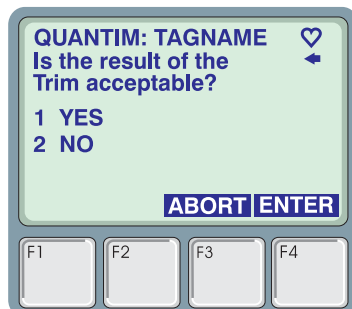 QUANTIM: TAGNAME
Is the result of the
Trim acceptable?
1 YES
2 NO
ABORT ENTER
F1 F2 F3 F4